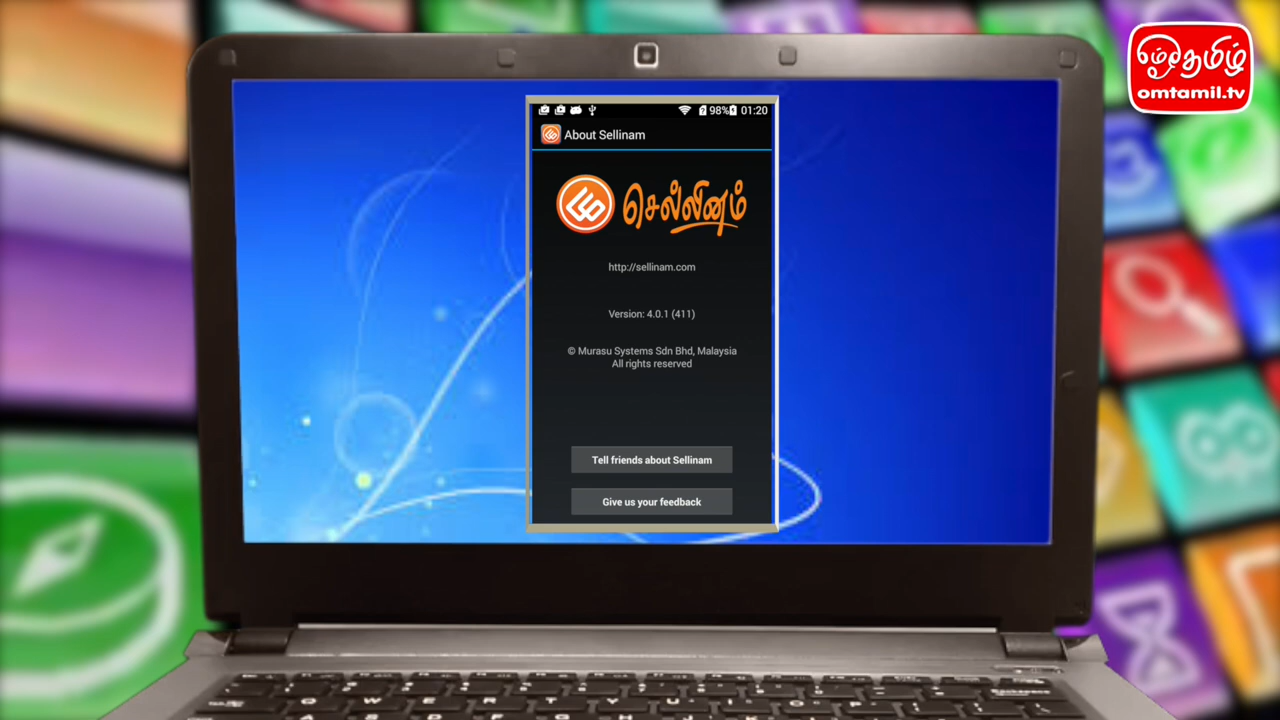 ஓம்தமிழ்
omtamil.tv
98% 01:20
About Sellinam
செல்லினம்
http://sellinam.com
Version: 4.0.1 (411)
© Murasu Systems Sdn Bhd, Malaysia
All rights reserved
Tell friends about Sellinam
Give us your feedback